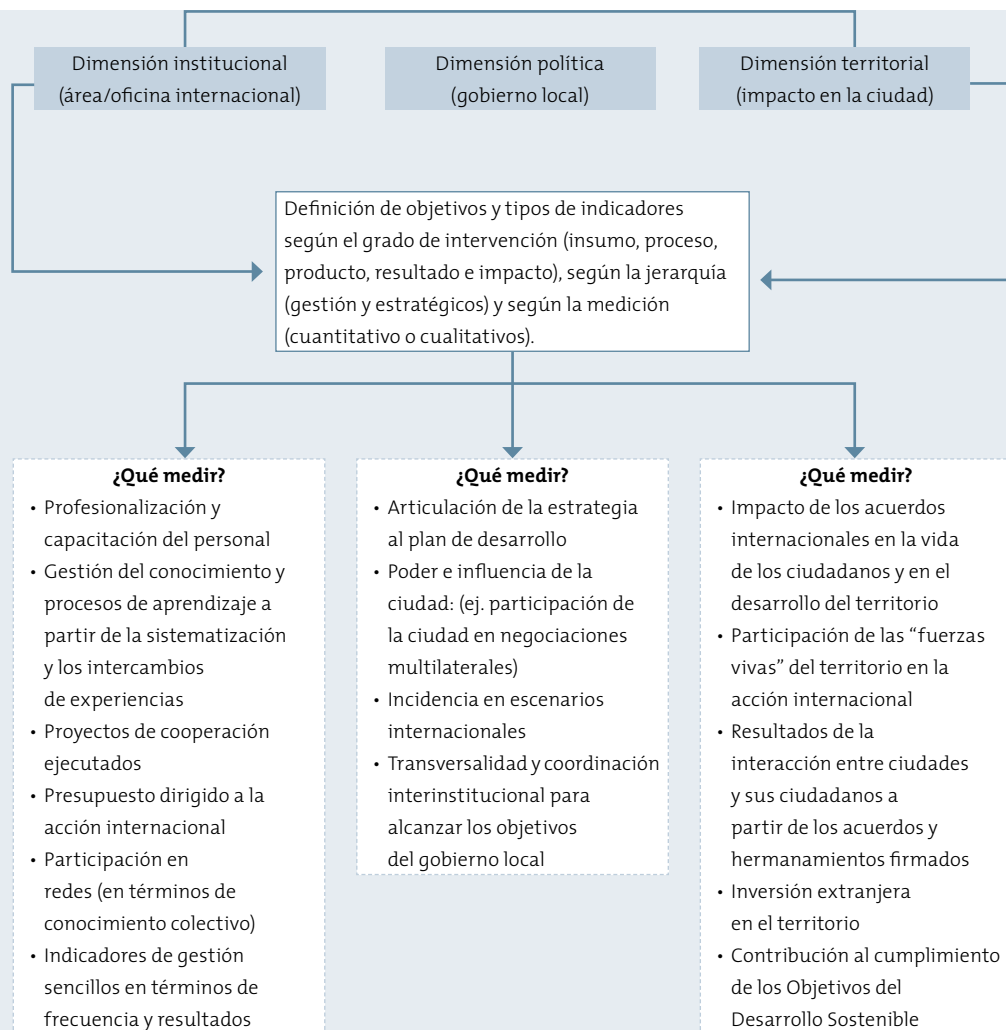 Dimensión institucional
(área/oficina internacional)
Dimensión política
(gobierno local)
Dimensión territorial
(impacto en la ciudad)
Definición de objetivos y tipos de indicadores
según el grado de intervención (insumo, proceso,
producto, resultado e impacto), según la jerarquía
(gestión y estratégicos) y según la medición
(cuantitativo o cualitativos).
¿Qué medir?
• Profesionalización y
capacitación del personal
• Gestión del conocimiento y
procesos de aprendizaje a
partir de la sistematización
y los intercambios
de experiencias
• Proyectos de cooperación
ejecutados
• Presupuesto dirigido a la
acción internacional
• Participación en
redes (en términos de
conocimiento colectivo)
• Indicadores de gestión
sencillos en términos de
frecuencia y resultados
¿Qué medir?
• Articulación de la estrategia
al plan de desarrollo
• Poder e influencia de la
ciudad: (ej. participación de
la ciudad en negociaciones
multilaterales)
• Incidencia en escenarios
internacionales
• Transversalidad y coordinación
interinstitucional para
alcanzar los objetivos
del gobierno local
¿Qué medir?
• Impacto de los acuerdos
internacionales en la vida
de los ciudadanos y en el
desarrollo del territorio
• Participación de las “fuerzas
vivas” del territorio en la
acción internacional
• Resultados de la
interacción entre ciudades
y sus ciudadanos a
partir de los acuerdos y
hermanamientos firmados
• Inversión extranjera
en el territorio
• Contribución al cumplimiento
de los Objetivos del
Desarrollo Sostenible